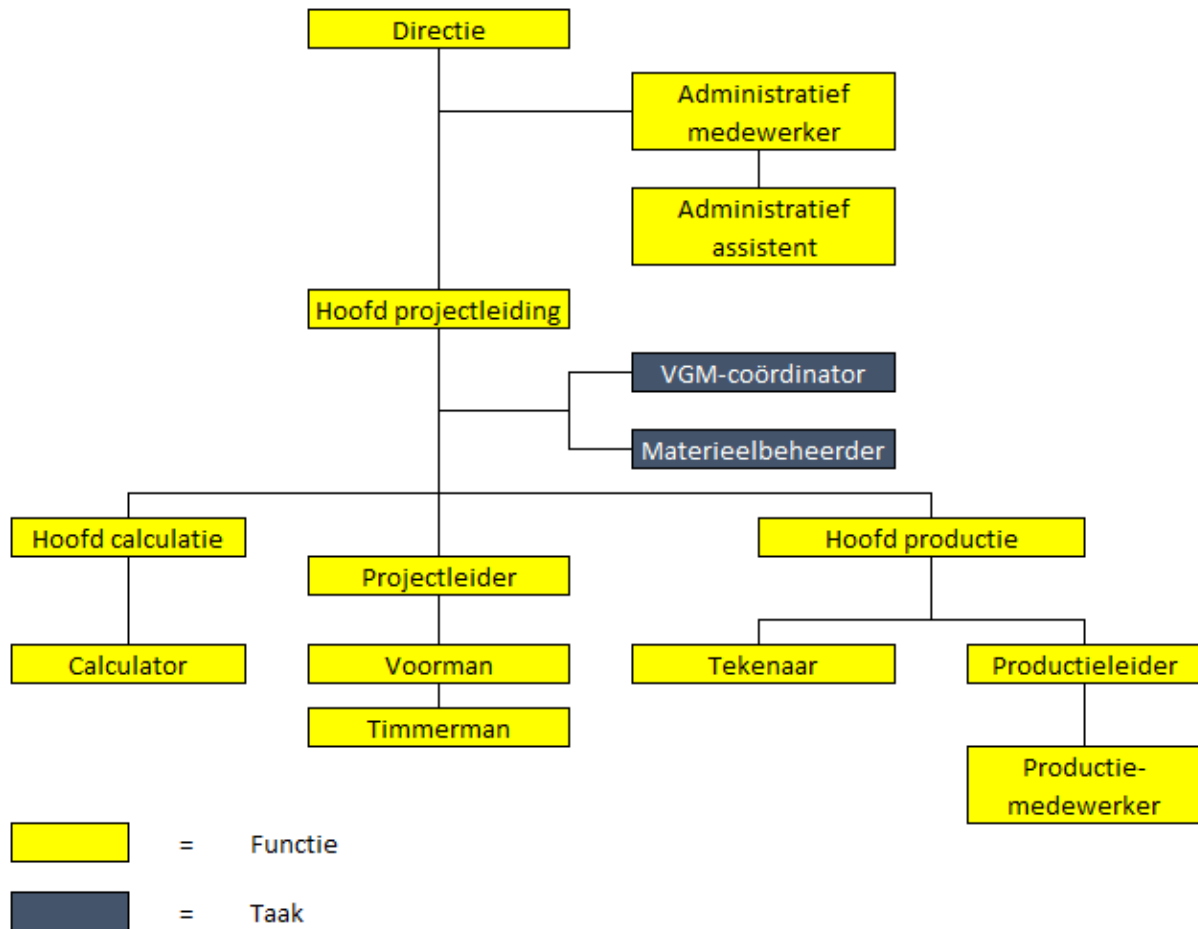 Directie
Administratief
medewerker
Administratief
assistent
Hoofd projectleiding
VGM-coördinator
Materieelbeheerder
Hoofd calculatie
Hoofd productie
Projectleider
Calculator
Voorman
Tekenaar
Productieleider
Timmerman
Productie-
medewerker
= Functie
= Taak